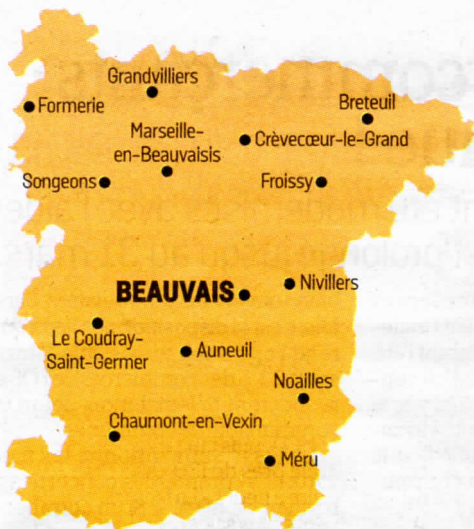 Grandvilliers
Formerie
Breteuil
Marseille-
en-Beauvaisis
Crèvecœur-le-Grand
Songeons
Froissy
BEAUVAIS
Nivillers
Le Coudray-
Saint-Germer
Auneuil
Noailles
Chaumont-en-Vexin
Méru